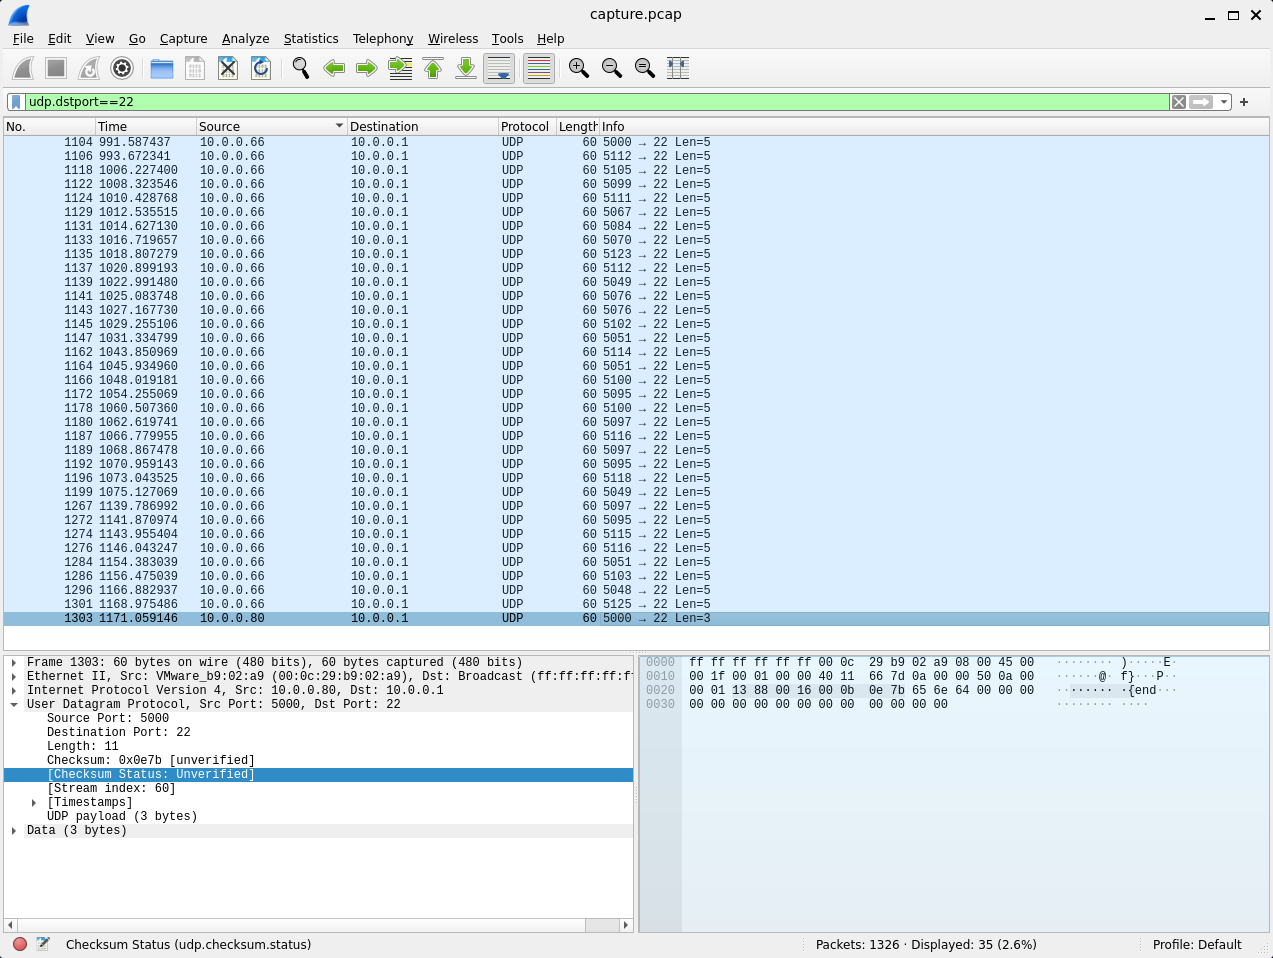 capture.pcap
File Edit View Go Capture Analyze Statistics Telephony Wireless Tools Help
udp.dstport==22
No. Time Source Destination Protocol Length Info
1104 991.587437 10.0.0.66 10.0.0.1 UDP 60 5000 → 22 Len=5
1106 993.672341 10.0.0.66 10.0.0.1 UDP 60 5112 → 22 Len=5
1118 1006.227400 10.0.0.66 10.0.0.1 UDP 60 5105 → 22 Len=5
1122 1008.323546 10.0.0.66 10.0.0.1 UDP 60 5099 → 22 Len=5
1124 1010.428768 10.0.0.66 10.0.0.1 UDP 60 5111 → 22 Len=5
1129 1012.535515 10.0.0.66 10.0.0.1 UDP 60 5067 → 22 Len=5
1131 1014.627130 10.0.0.66 10.0.0.1 UDP 60 5084 → 22 Len=5
1133 1016.719657 10.0.0.66 10.0.0.1 UDP 60 5070 → 22 Len=5
1135 1018.807279 10.0.0.66 10.0.0.1 UDP 60 5123 → 22 Len=5
1137 1020.899193 10.0.0.66 10.0.0.1 UDP 60 5112 → 22 Len=5
1139 1022.991480 10.0.0.66 10.0.0.1 UDP 60 5049 → 22 Len=5
1141 1025.083748 10.0.0.66 10.0.0.1 UDP 60 5076 → 22 Len=5
1143 1027.167730 10.0.0.66 10.0.0.1 UDP 60 5076 → 22 Len=5
1145 1029.255106 10.0.0.66 10.0.0.1 UDP 60 5102 → 22 Len=5
1147 1031.334799 10.0.0.66 10.0.0.1 UDP 60 5051 → 22 Len=5
1162 1043.850969 10.0.0.66 10.0.0.1 UDP 60 5114 → 22 Len=5
1164 1045.934960 10.0.0.66 10.0.0.1 UDP 60 5051 → 22 Len=5
1166 1048.019181 10.0.0.66 10.0.0.1 UDP 60 5100 → 22 Len=5
1172 1054.255069 10.0.0.66 10.0.0.1 UDP 60 5095 → 22 Len=5
1178 1060.507360 10.0.0.66 10.0.0.1 UDP 60 5100 → 22 Len=5
1180 1062.619741 10.0.0.66 10.0.0.1 UDP 60 5097 → 22 Len=5
1187 1066.779955 10.0.0.66 10.0.0.1 UDP 60 5116 → 22 Len=5
1189 1068.867478 10.0.0.66 10.0.0.1 UDP 60 5097 → 22 Len=5
1192 1070.959143 10.0.0.66 10.0.0.1 UDP 60 5095 → 22 Len=5
1196 1073.043525 10.0.0.66 10.0.0.1 UDP 60 5118 → 22 Len=5
1199 1075.127069 10.0.0.66 10.0.0.1 UDP 60 5049 → 22 Len=5
1267 1139.786992 10.0.0.66 10.0.0.1 UDP 60 5097 → 22 Len=5
1272 1141.870974 10.0.0.66 10.0.0.1 UDP 60 5095 → 22 Len=5
1274 1143.955404 10.0.0.66 10.0.0.1 UDP 60 5115 → 22 Len=5
1276 1146.043247 10.0.0.66 10.0.0.1 UDP 60 5116 → 22 Len=5
1284 1154.383039 10.0.0.66 10.0.0.1 UDP 60 5051 → 22 Len=5
1286 1156.475039 10.0.0.66 10.0.0.1 UDP 60 5103 → 22 Len=5
1296 1166.882937 10.0.0.66 10.0.0.1 UDP 60 5048 → 22 Len=5
1301 1168.975486 10.0.0.66 10.0.0.1 UDP 60 5125 → 22 Len=5
1303 1171.059146 10.0.0.80 10.0.0.1 UDP 60 5000 → 22 Len=3
Frame 1303: 60 bytes on wire (480 bits), 60 bytes captured (480 bits)
Ethernet II, Src: VMware_b9:02:a9 (00:0c:29:b9:02:a9), Dst: Broadcast (ff:ff:ff:ff:f
Internet Protocol Version 4, Src: 10.0.0.80, Dst: 10.0.0.1
User Datagram Protocol, Src Port: 5000, Dst Port: 22
Source Port: 5000
Destination Port: 22
Length: 11
Checksum: 0x0e7b [unverified]
[Checksum Status: Unverified]
[Stream index: 60]
[Timestamps]
UDP payload (3 bytes)
Data (3 bytes)
0000 ff ff ff ff ff ff 00 0c 29 b9 02 a9 08 00 45 00 ········ )·····E·
0010 00 1f 00 01 00 00 40 11 66 7d 0a 00 00 50 0a 00 ······@· f}···P··
0020 00 01 13 88 00 16 00 0b 0e 7b 65 6e 64 00 00 00 ········ ·{end···
0030 00 00 00 00 00 00 00 00 00 00 00 00 ········ ····
Checksum Status (udp.checksum.status)
Packets: 1326 · Displayed: 35 (2.6%)
Profile: Default